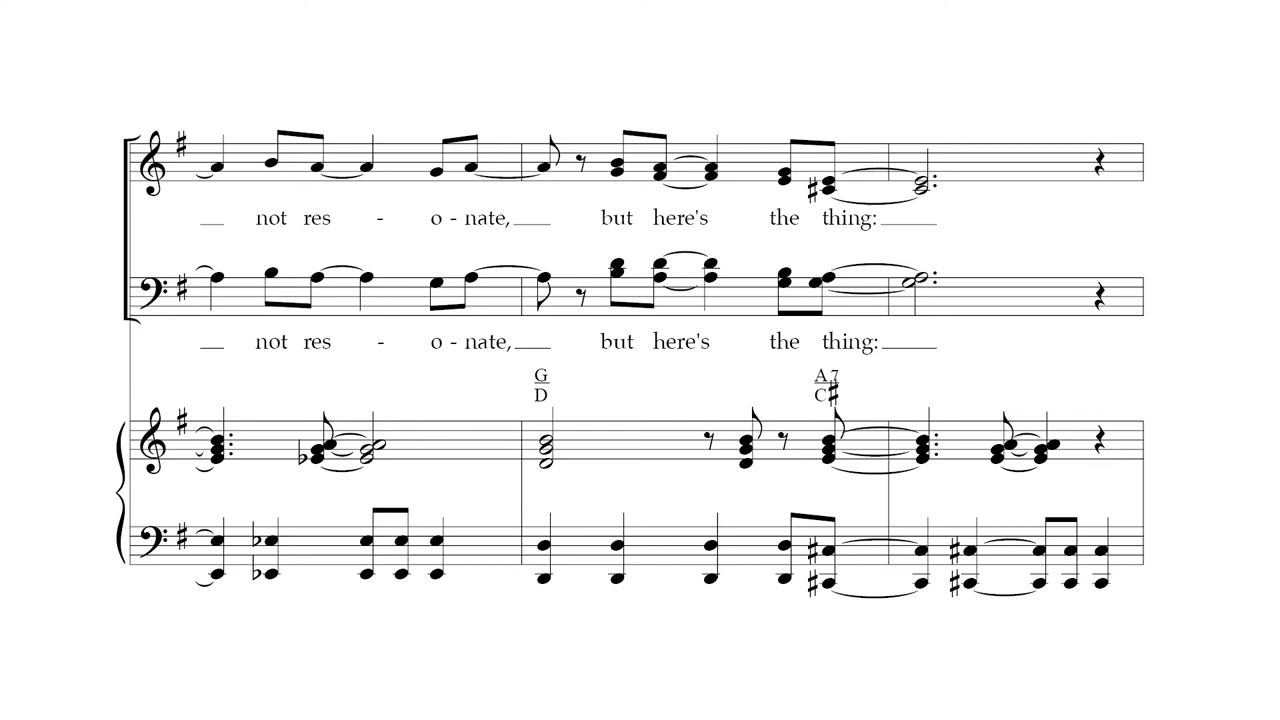 not res - o - nate, but here's the thing:
not res - o - nate, but here's the thing:
G A 7
D C#